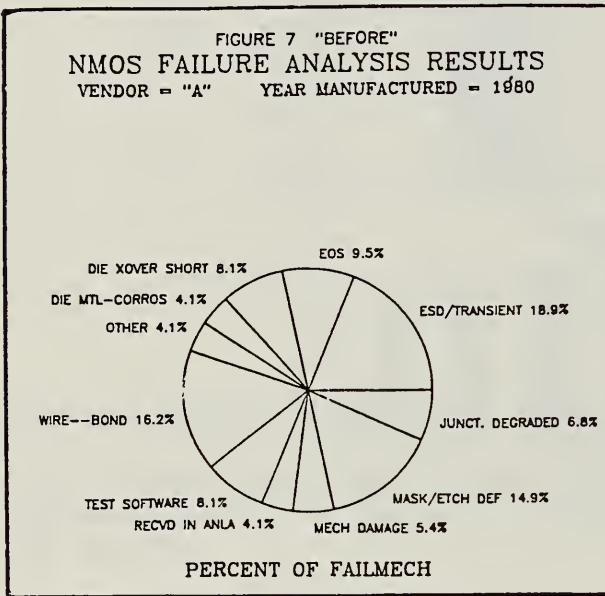 FIGURE 7 "BEFORE"
NMOS FAILURE ANALYSIS RESULTS
VENDOR = "A" YEAR MANUFACTURED = 1980
EOS 9.5%
DIE XOVER SHORT 8.1%
ESD/TRANSIENT 18.9%
DIE MTL-CORROS 4.1%
OTHER 4.1%
WIRE--BOND 16.2%
JUNCT. DEGRADED 6.8%
TEST SOFTWARE 8.1%
MASK/ETCH DEF 14.9%
RECVD IN ANLA 4.1%
MECH DAMAGE 5.4%
PERCENT OF FAILMECH